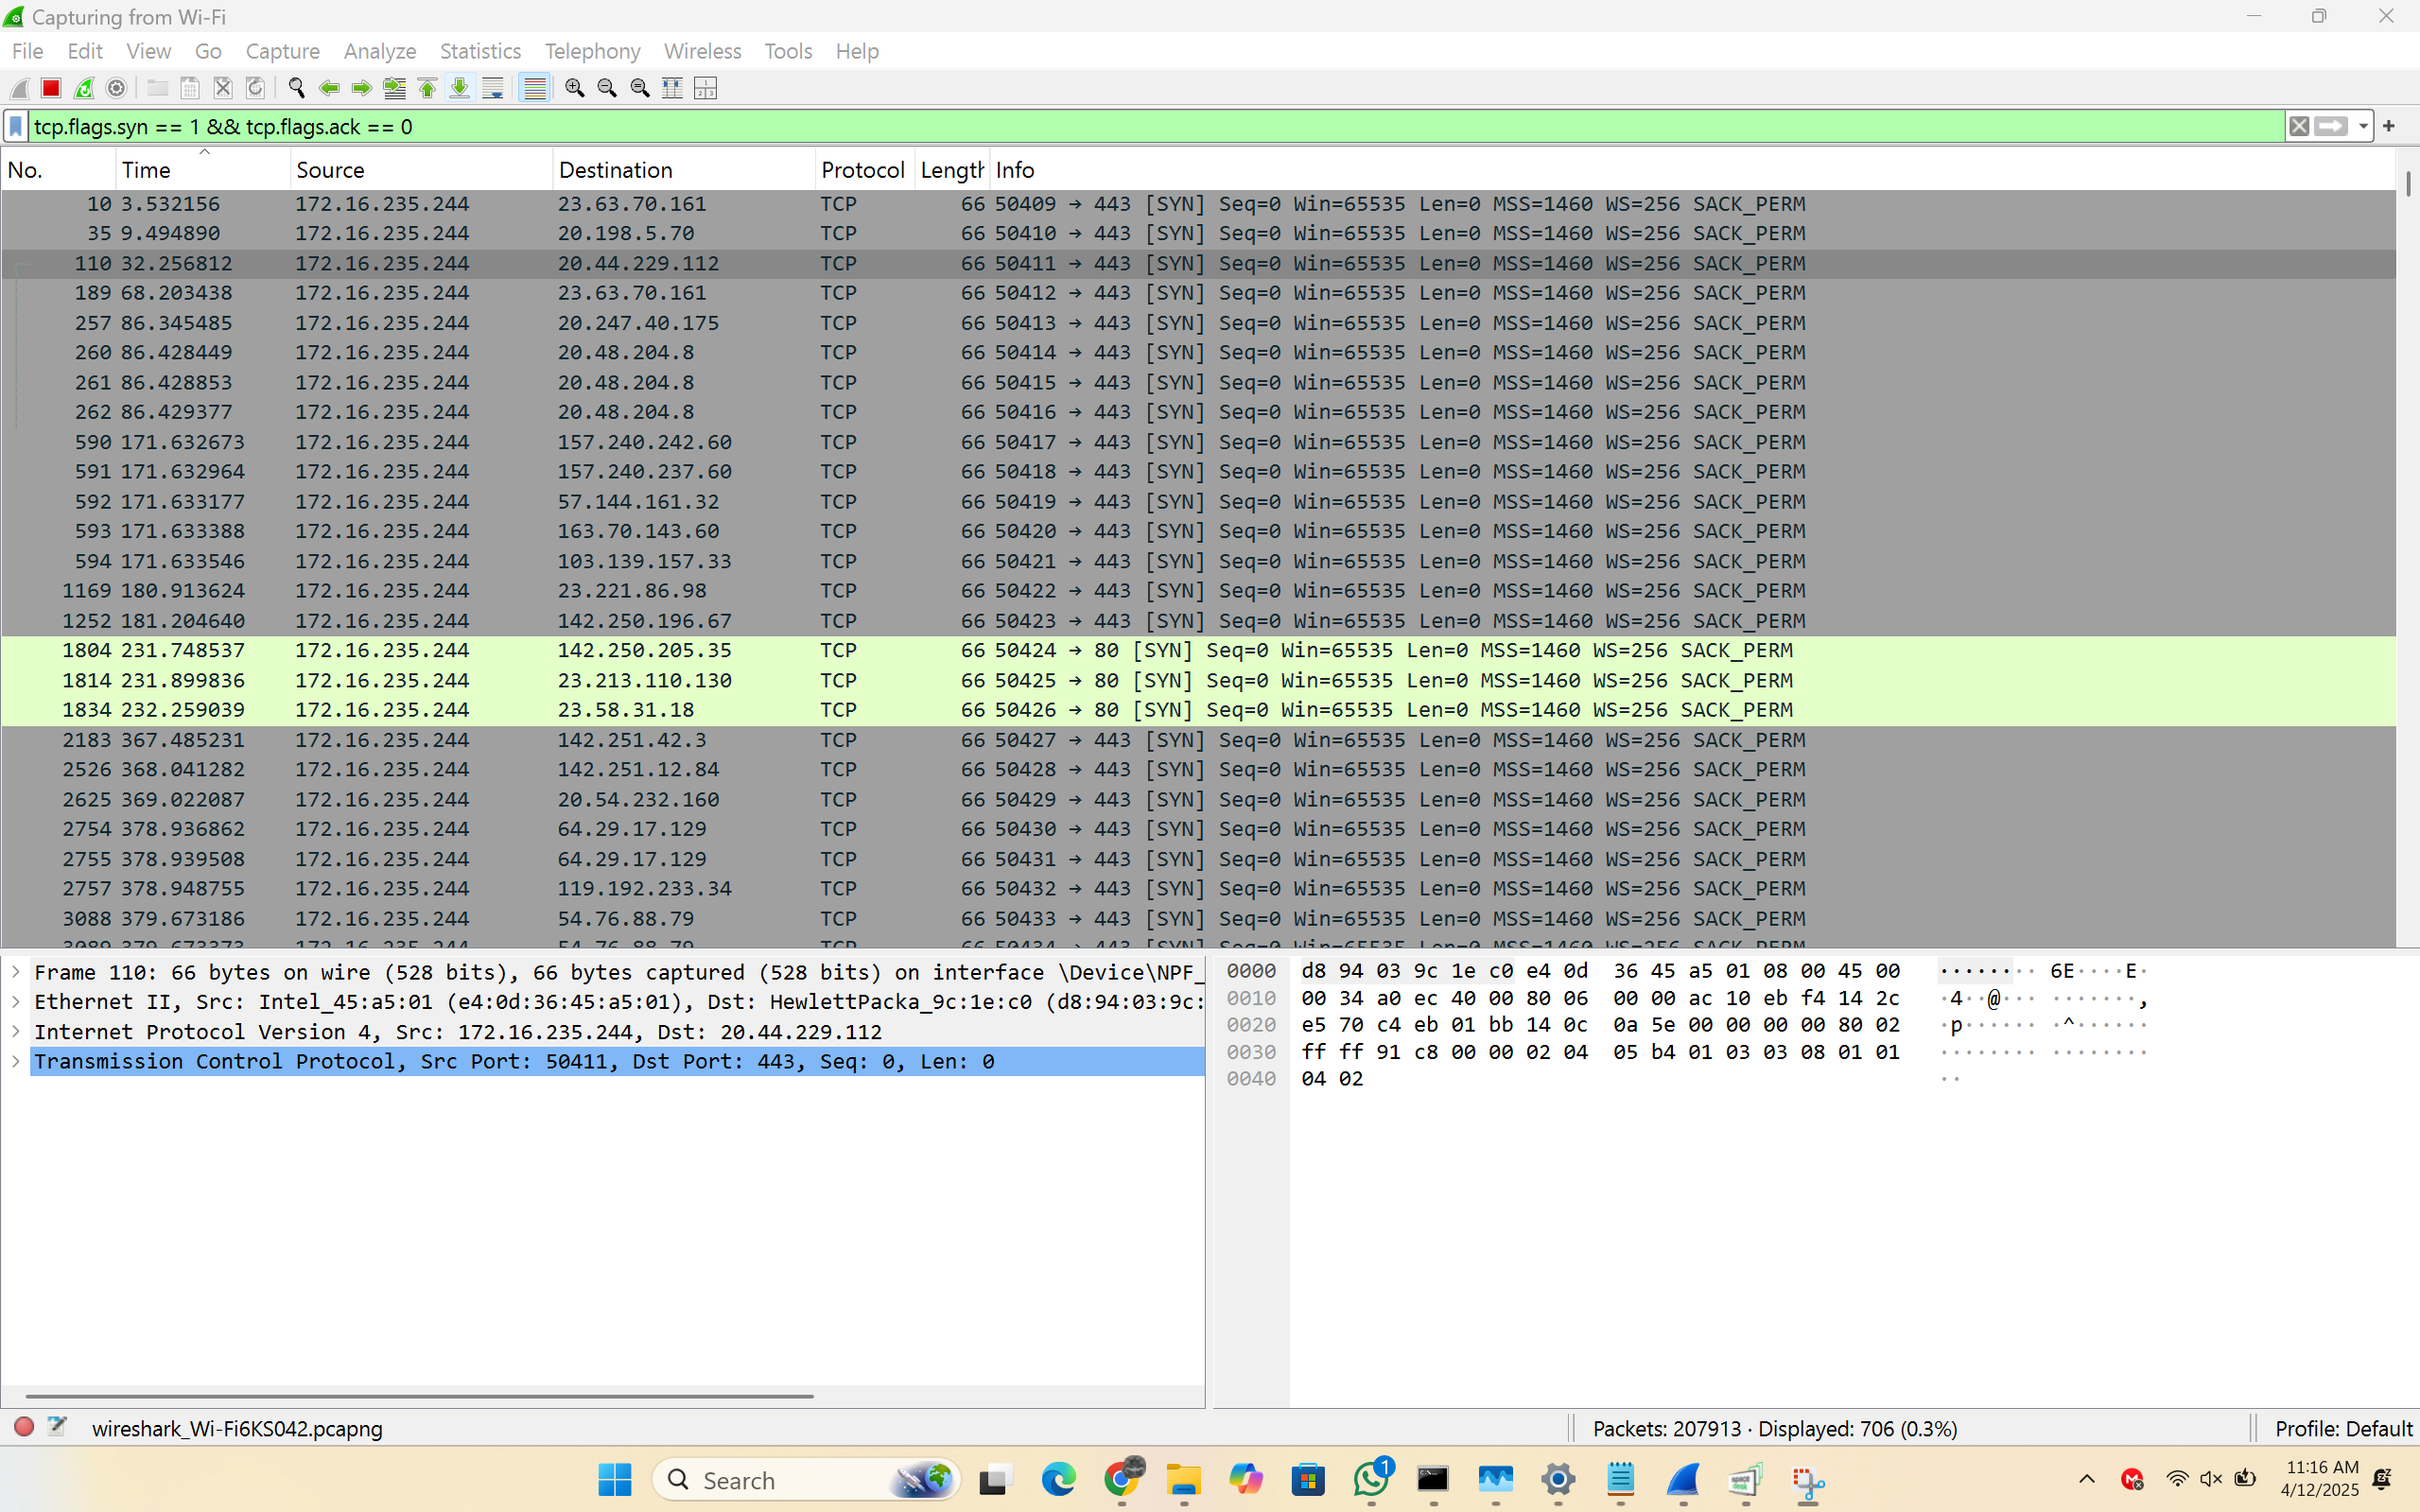 Capturing from Wi-Fi
File Edit View Go Capture Analyze Statistics Telephony Wireless Tools Help
tcp.flags.syn == 1 && tcp.flags.ack == 0
No. Time Source Destination Protocol Length Info
10 3.532156 172.16.235.244 23.63.70.161 TCP 66 50409 → 443 [SYN] Seq=0 Win=65535 Len=0 MSS=1460 WS=256 SACK_PERM
35 9.494890 172.16.235.244 20.198.5.70 TCP 66 50410 → 443 [SYN] Seq=0 Win=65535 Len=0 MSS=1460 WS=256 SACK_PERM
110 32.256812 172.16.235.244 20.44.229.112 TCP 66 50411 → 443 [SYN] Seq=0 Win=65535 Len=0 MSS=1460 WS=256 SACK_PERM
189 68.203438 172.16.235.244 23.63.70.161 TCP 66 50412 → 443 [SYN] Seq=0 Win=65535 Len=0 MSS=1460 WS=256 SACK_PERM
257 86.345485 172.16.235.244 20.247.40.175 TCP 66 50413 → 443 [SYN] Seq=0 Win=65535 Len=0 MSS=1460 WS=256 SACK_PERM
260 86.428449 172.16.235.244 20.48.204.8 TCP 66 50414 → 443 [SYN] Seq=0 Win=65535 Len=0 MSS=1460 WS=256 SACK_PERM
261 86.428853 172.16.235.244 20.48.204.8 TCP 66 50415 → 443 [SYN] Seq=0 Win=65535 Len=0 MSS=1460 WS=256 SACK_PERM
262 86.429377 172.16.235.244 20.48.204.8 TCP 66 50416 → 443 [SYN] Seq=0 Win=65535 Len=0 MSS=1460 WS=256 SACK_PERM
590 171.632673 172.16.235.244 157.240.242.60 TCP 66 50417 → 443 [SYN] Seq=0 Win=65535 Len=0 MSS=1460 WS=256 SACK_PERM
591 171.632964 172.16.235.244 157.240.237.60 TCP 66 50418 → 443 [SYN] Seq=0 Win=65535 Len=0 MSS=1460 WS=256 SACK_PERM
592 171.633177 172.16.235.244 57.144.161.32 TCP 66 50419 → 443 [SYN] Seq=0 Win=65535 Len=0 MSS=1460 WS=256 SACK_PERM
593 171.633388 172.16.235.244 163.70.143.60 TCP 66 50420 → 443 [SYN] Seq=0 Win=65535 Len=0 MSS=1460 WS=256 SACK_PERM
594 171.633546 172.16.235.244 103.139.157.33 TCP 66 50421 → 443 [SYN] Seq=0 Win=65535 Len=0 MSS=1460 WS=256 SACK_PERM
1169 180.913624 172.16.235.244 23.221.86.98 TCP 66 50422 → 443 [SYN] Seq=0 Win=65535 Len=0 MSS=1460 WS=256 SACK_PERM
1252 181.204640 172.16.235.244 142.250.196.67 TCP 66 50423 → 443 [SYN] Seq=0 Win=65535 Len=0 MSS=1460 WS=256 SACK_PERM
1804 231.748537 172.16.235.244 142.250.205.35 TCP 66 50424 → 80 [SYN] Seq=0 Win=65535 Len=0 MSS=1460 WS=256 SACK_PERM
1814 231.899836 172.16.235.244 23.213.110.130 TCP 66 50425 → 80 [SYN] Seq=0 Win=65535 Len=0 MSS=1460 WS=256 SACK_PERM
1834 232.259039 172.16.235.244 23.58.31.18 TCP 66 50426 → 80 [SYN] Seq=0 Win=65535 Len=0 MSS=1460 WS=256 SACK_PERM
2183 367.485231 172.16.235.244 142.251.42.3 TCP 66 50427 → 443 [SYN] Seq=0 Win=65535 Len=0 MSS=1460 WS=256 SACK_PERM
2526 368.041282 172.16.235.244 142.251.12.84 TCP 66 50428 → 443 [SYN] Seq=0 Win=65535 Len=0 MSS=1460 WS=256 SACK_PERM
2625 369.022087 172.16.235.244 20.54.232.160 TCP 66 50429 → 443 [SYN] Seq=0 Win=65535 Len=0 MSS=1460 WS=256 SACK_PERM
2754 378.936862 172.16.235.244 64.29.17.129 TCP 66 50430 → 443 [SYN] Seq=0 Win=65535 Len=0 MSS=1460 WS=256 SACK_PERM
2755 378.939508 172.16.235.244 64.29.17.129 TCP 66 50431 → 443 [SYN] Seq=0 Win=65535 Len=0 MSS=1460 WS=256 SACK_PERM
2757 378.948755 172.16.235.244 119.192.233.34 TCP 66 50432 → 443 [SYN] Seq=0 Win=65535 Len=0 MSS=1460 WS=256 SACK_PERM
3088 379.673186 172.16.235.244 54.76.88.79 TCP 66 50433 → 443 [SYN] Seq=0 Win=65535 Len=0 MSS=1460 WS=256 SACK_PERM
Frame 110: 66 bytes on wire (528 bits), 66 bytes captured (528 bits) on interface \Device\NPF_
Ethernet II, Src: Intel_45:a5:01 (e4:0d:36:45:a5:01), Dst: HewlettPacka_9c:1e:c0 (d8:94:03:9c:
Internet Protocol Version 4, Src: 172.16.235.244, Dst: 20.44.229.112
Transmission Control Protocol, Src Port: 50411, Dst Port: 443, Seq: 0, Len: 0
0000 d8 94 03 9c 1e c0 e4 0d 36 45 a5 01 08 00 45 00 ········ 6E····E·
0010 00 34 a0 ec 40 00 80 06 00 00 ac 10 eb f4 14 2c ·4··@··· ·······,
0020 e5 70 c4 eb 01 bb 14 0c 0a 5e 00 00 00 00 80 02 ·p······ ·^······
0030 ff ff 91 c8 00 00 02 04 05 b4 01 03 03 08 01 01 ········ ········
0040 04 02 ··
wireshark_Wi-Fi6KS042.pcapng
Packets: 207913 · Displayed: 706 (0.3%)
Profile: Default
Search
1
11:16 AM
4/12/2025